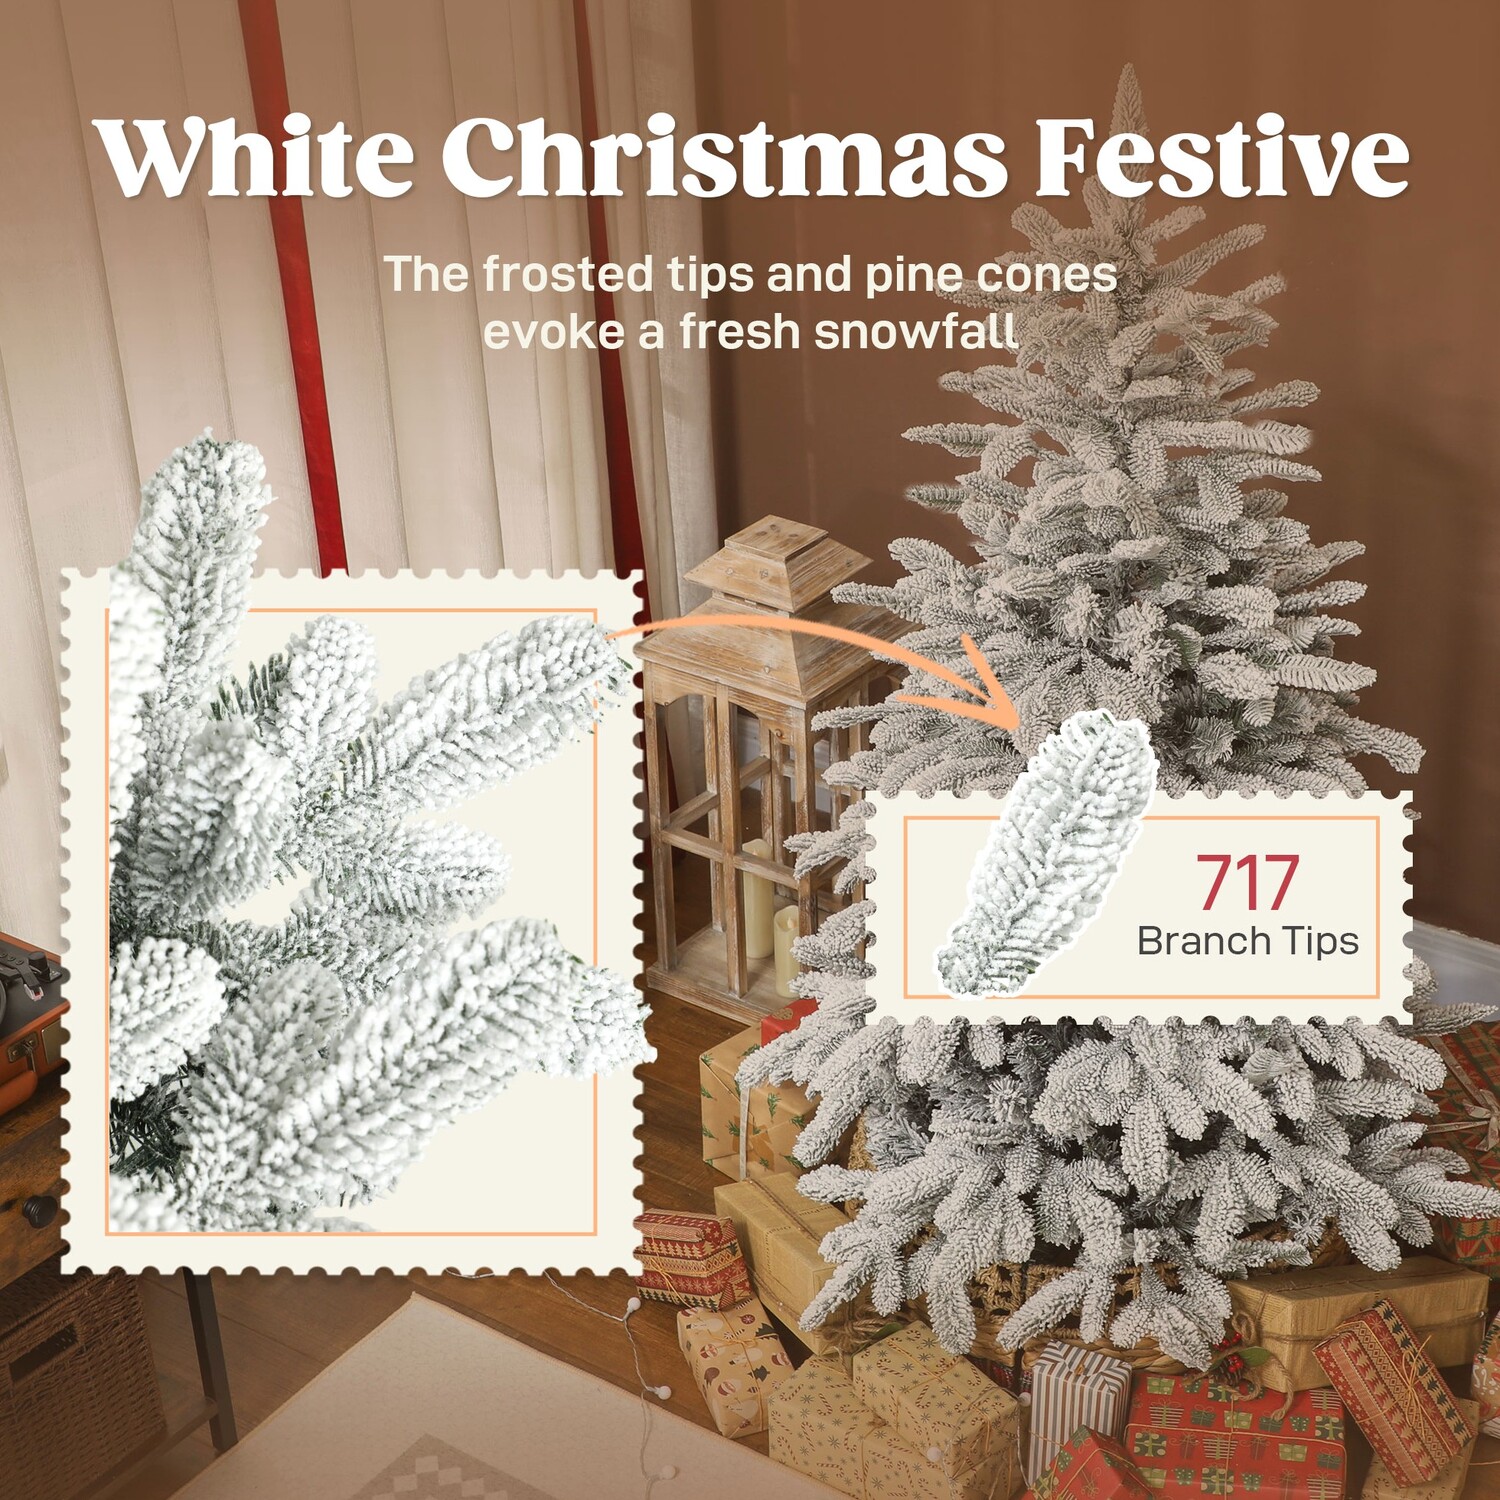 White Christmas Festive
The frosted tips and pine cones
evoke a fresh snowfall
717
Branch Tips